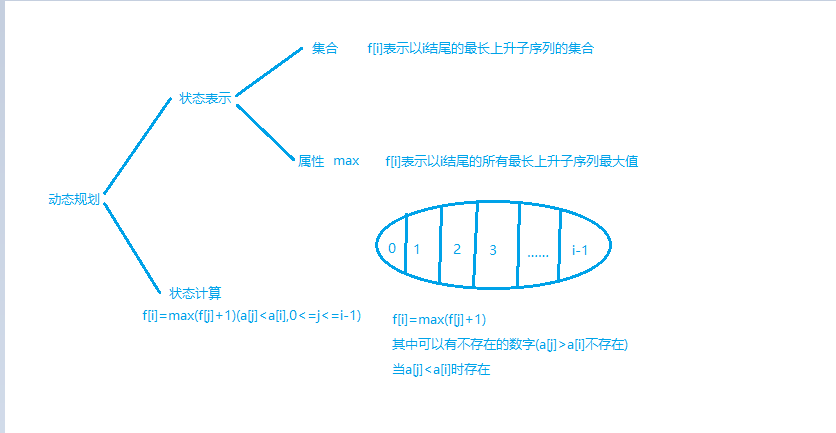 集合 f[i]表示以i结尾的最长上升子序列的集合
状态表示
属性 max f[i]表示以i结尾的所有最长上升子序列最大值
动态规划
0 1 2 3 ...... i-1
状态计算
f[i]=max(f[j]+1)(a[j]<a[i],0<=j<=i-1)
f[i]=max(f[j]+1)
其中可以有不存在的数字(a[j]>a[i]不存在)
当a[j]<a[i]时存在